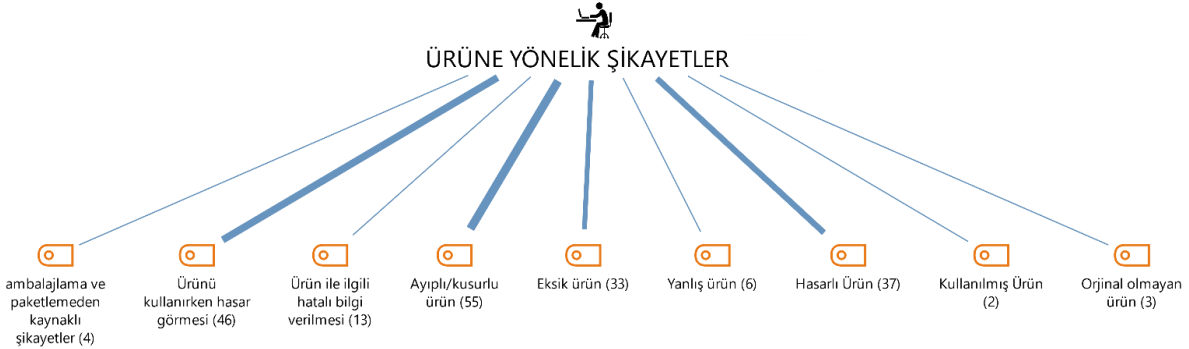 ÜRÜNE YÖNELİK ŞİKAYETLER
ambalajlama ve
paketlemeden
kaynaklı
şikayetler (4)
Ürünü
kullanırken hasar
görmesi (46)
Ürün ile ilgili
hatalı bilgi
verilmesi (13)
Ayıplı/kusurlu
ürün (55)
Eksik ürün (33)
Yanlış ürün (6)
Hasarlı Ürün (37)
Kullanılmış Ürün
(2)
Orjinal olmayan
ürün (3)